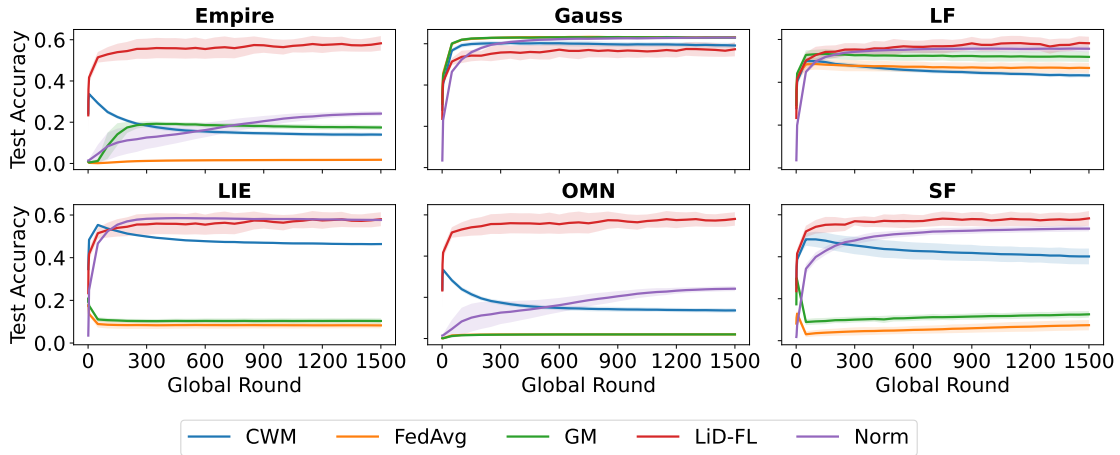 Empire Gauss LF
Test Accuracy
0.6
0.4
0.2
0.0
LIE OMN SF
Test Accuracy
0.6
0.4
0.2
0.0
0 300 600 900 1200 1500 0 300 600 900 1200 1500 0 300 600 900 1200 1500
Global Round Global Round Global Round
CWM FedAvg GM LiD-FL Norm